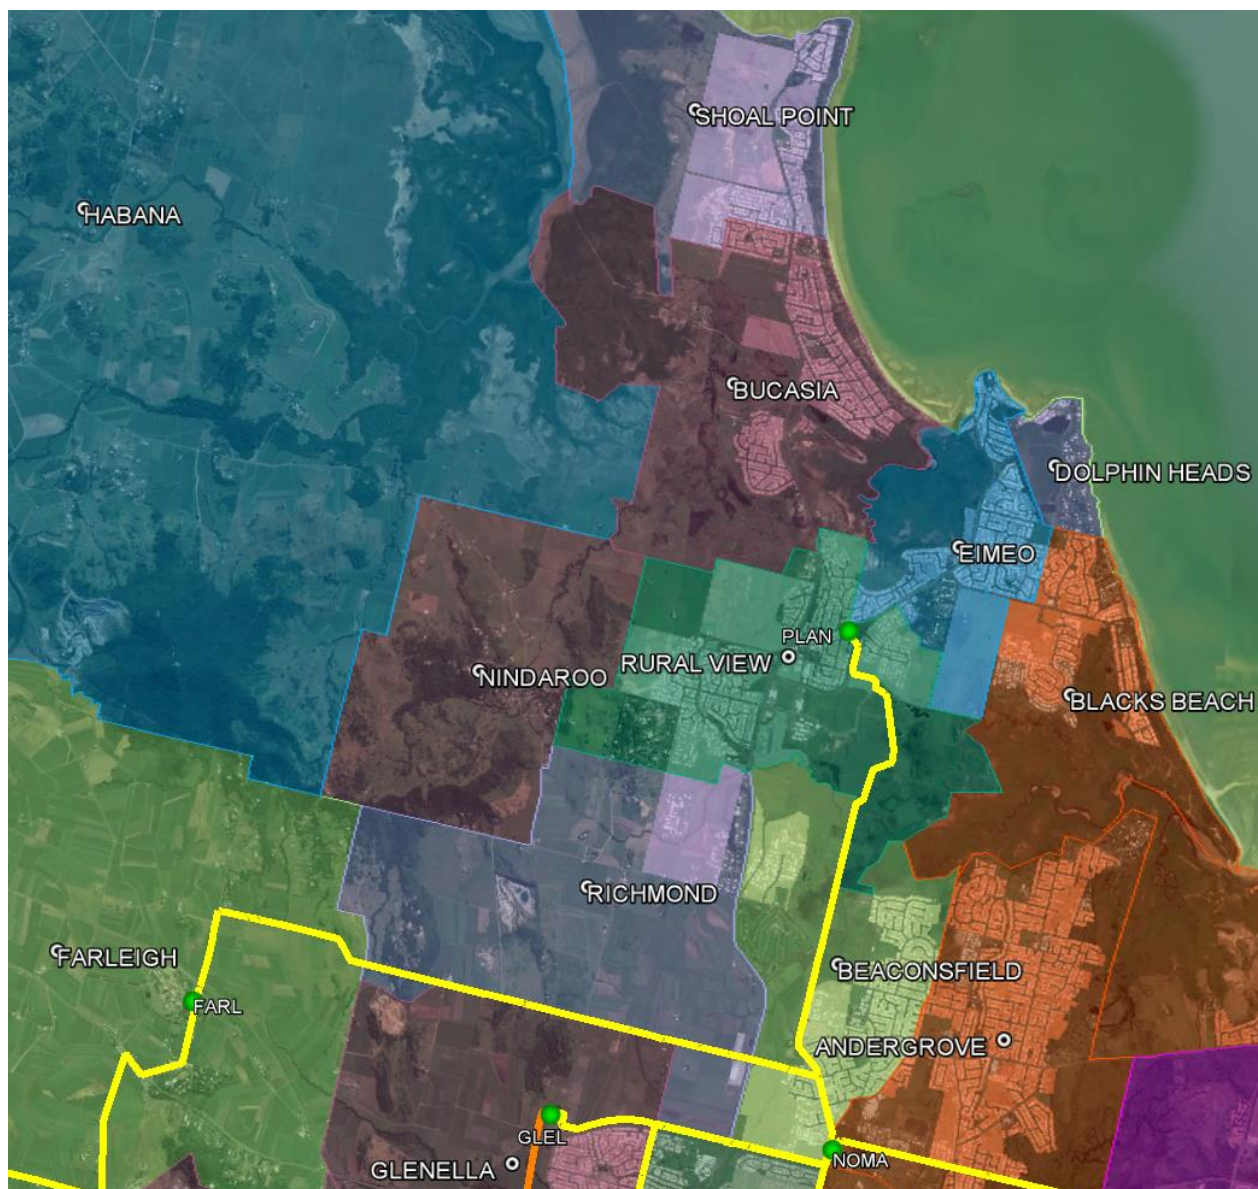 SHOAL POINT
HABANA
BUCASIA
DOLPHIN HEADS
EIMEO
PLAN
RURAL VIEW
NINDAROO
BLACKS BEACH
RICHMOND
FARLEIGH
BEACONSFIELD
FARL
ANDERGROVE
GLEL
NOMA
GLENELLA